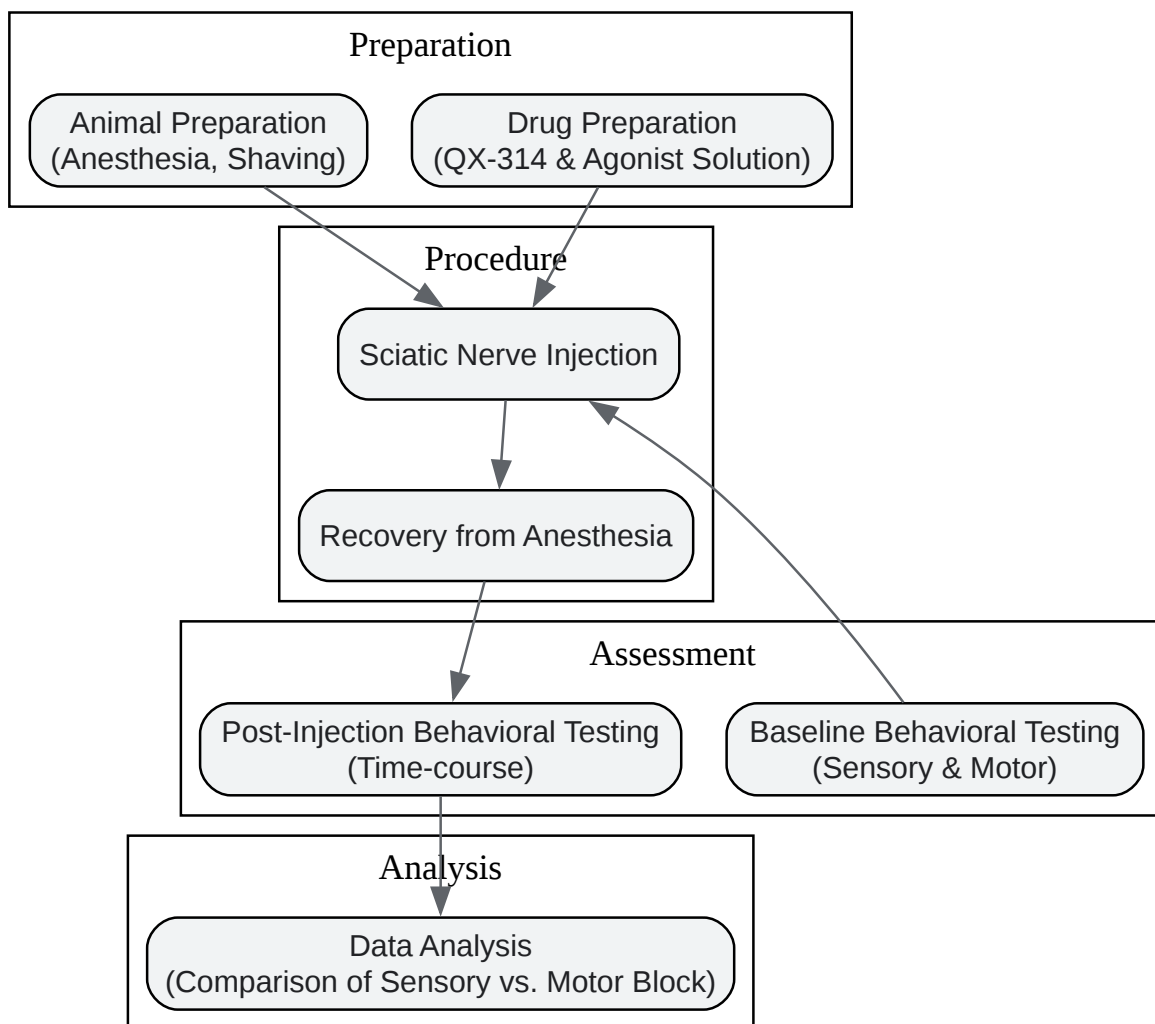 Preparation
Animal Preparation
(Anesthesia, Shaving)
Drug Preparation
(QX-314 & Agonist Solution)
Procedure
Sciatic Nerve Injection
Recovery from Anesthesia
Assessment
Post-Injection Behavioral Testing
(Time-course)
Baseline Behavioral Testing
(Sensory & Motor)
Analysis
Data Analysis
(Comparison of Sensory vs. Motor Block)